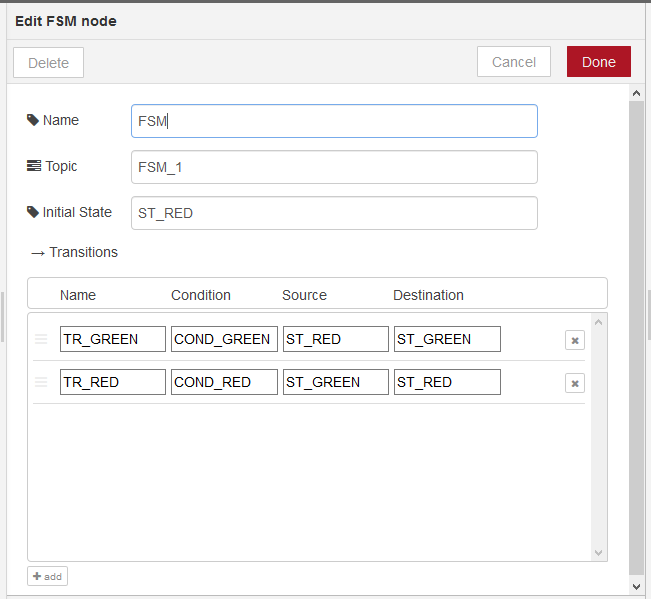 Edit FSM node
Delete Cancel Done
Name FSM
Topic FSM_1
Initial State ST_RED
→ Transitions
Name Condition Source Destination
TR_GREEN COND_GREEN ST_RED ST_GREEN
TR_RED COND_RED ST_GREEN ST_RED
+ add